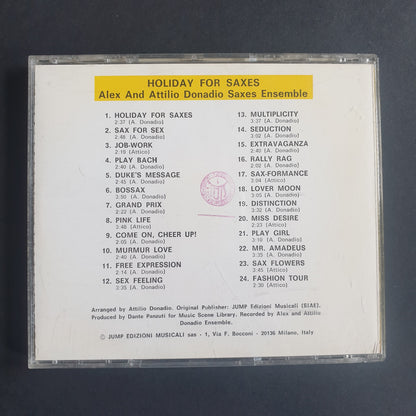 HOLIDAY FOR SAXES
Alex And Attilio Donadio Saxes Ensemble
1. HOLIDAY FOR SAXES
2:37 (A. Donadio)
2. SAX FOR SEX
2:46 (A. Donadio)
3. JOB-WORK
2:19 (Attico)
4. PLAY BACH
2:40 (A. Donadio)
5. DUKE'S MESSAGE
2:45 (A. Donadio)
6. BOSSAX
3:50 (A. Donadio)
7. GRAND PRIX
2:22 (A. Donadio)
8. PINK LIFE
3:48 (Attico)
9. COME ON, CHEER UP!
2:05 (A. Donadio)
10. MURMUR LOVE
2:40 (A. Donadio)
11. FREE EXPRESSION
2:14 (A. Donadio)
12. SEX FEELING
3:35 (A. Donadio)
13. MULTIPLICITY
3:37 (A. Donadio)
14. SEDUCTION
3:02 (A. Donadio)
15. EXTRAVAGANZA
2:40 (A. Donadio)
16. RALLY RAG
2:02 (A. Donadio)
17. SAX-FORMANCE
3:04 (Attico)
18. LOVER MOON
3:05 (A. Donadio)
19. DISTINCTION
3:32 (A. Donadio)
20. MISS DESIRE
2:23 (Attico)
21. PLAY GIRL
3:10 (A. Donadio)
22. MR. AMADEUS
3:35 (A. Donadio)
23. SAX FLOWERS
3:45 (Attico)
24. FASHION TOUR
2:39 (Attico)
Arranged by Attilio Donadio. Original Publisher: JUMP Edizioni Musicali (SIAE).
Produced by Dante Panzuti for Music Scene Library. Recorded by Alex and Attilio
Donadio Ensemble.
© JUMP EDIZIONI MUSICALI sas - 1, Via F. Bocconi - 20136 Milano, Italy